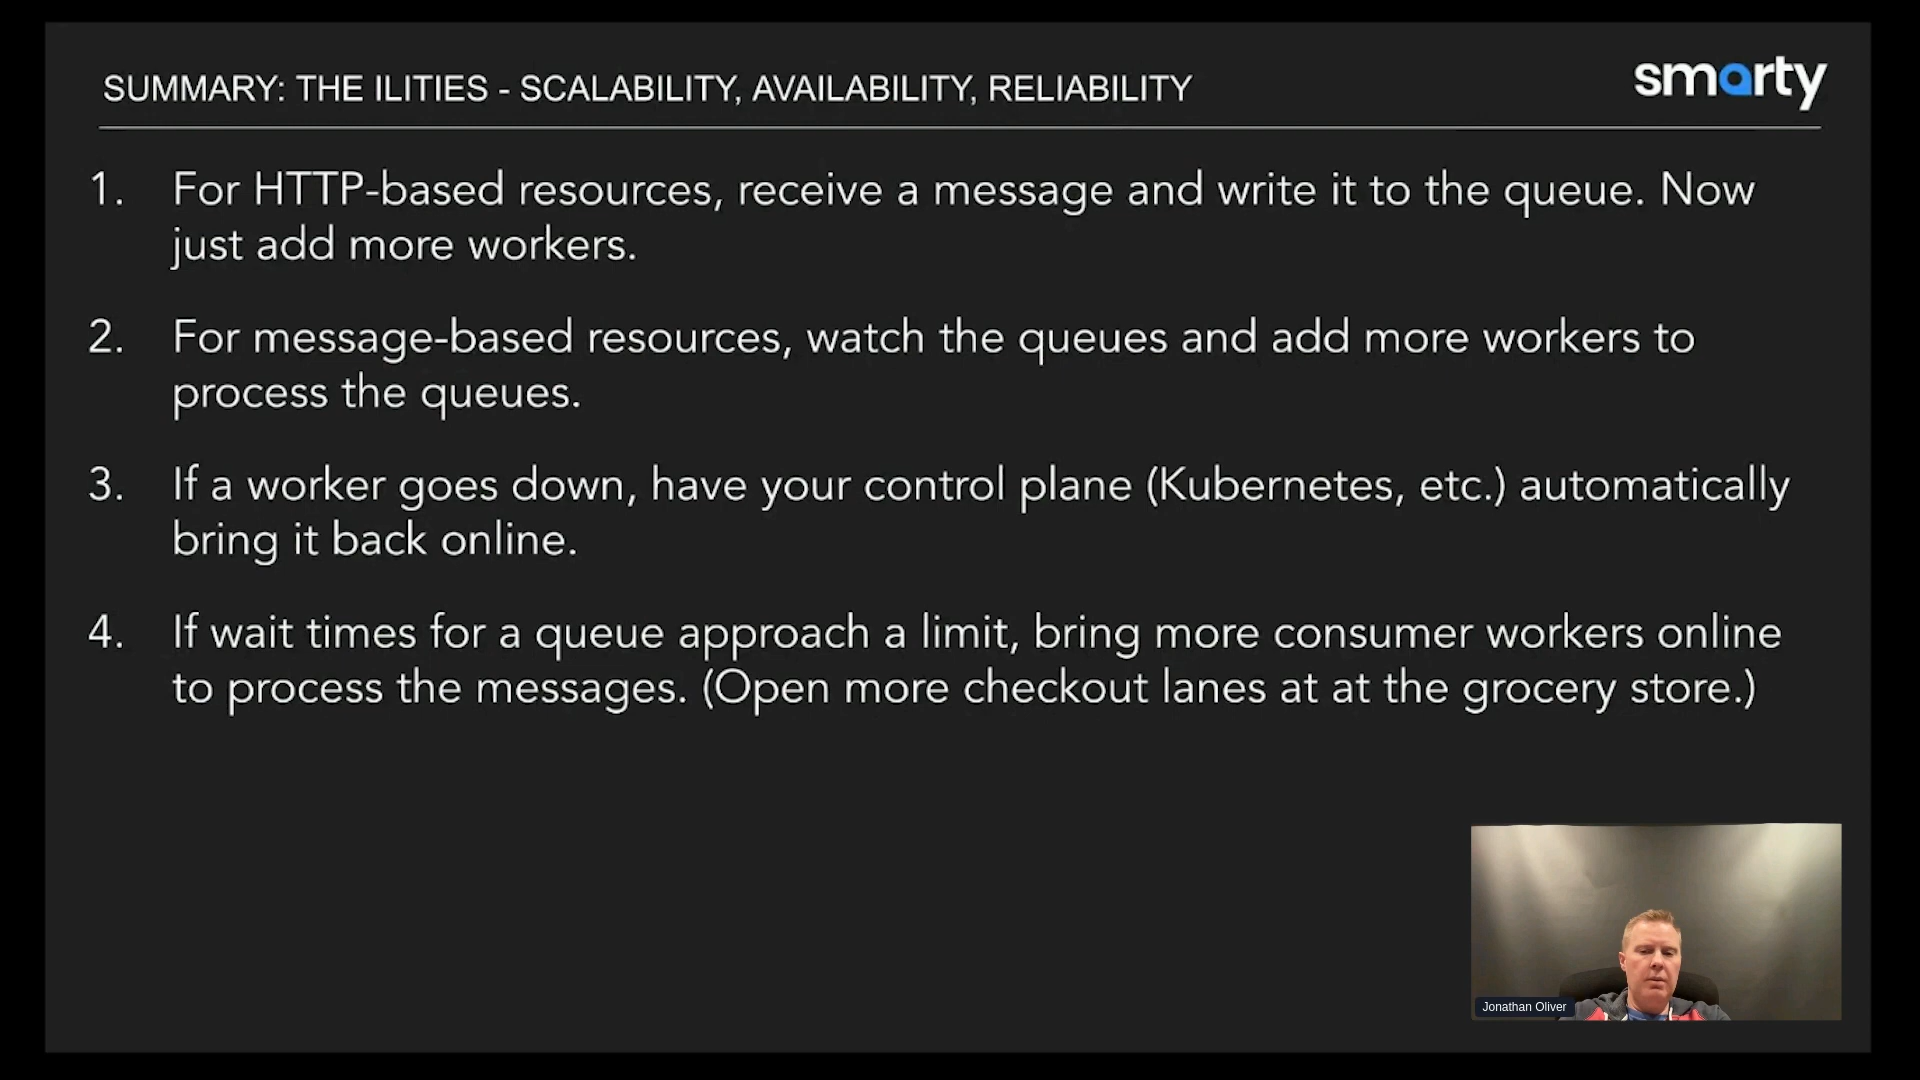 SUMMARY: THE ILITIES - SCALABILITY, AVAILABILITY, RELIABILITY
smarty
1. For HTTP-based resources, receive a message and write it to the queue. Now
just add more workers.
2. For message-based resources, watch the queues and add more workers to
process the queues.
3. If a worker goes down, have your control plane (Kubernetes, etc.) automatically
bring it back online.
4. If wait times for a queue approach a limit, bring more consumer workers online
to process the messages. (Open more checkout lanes at at the grocery store.)
Jonathan Oliver